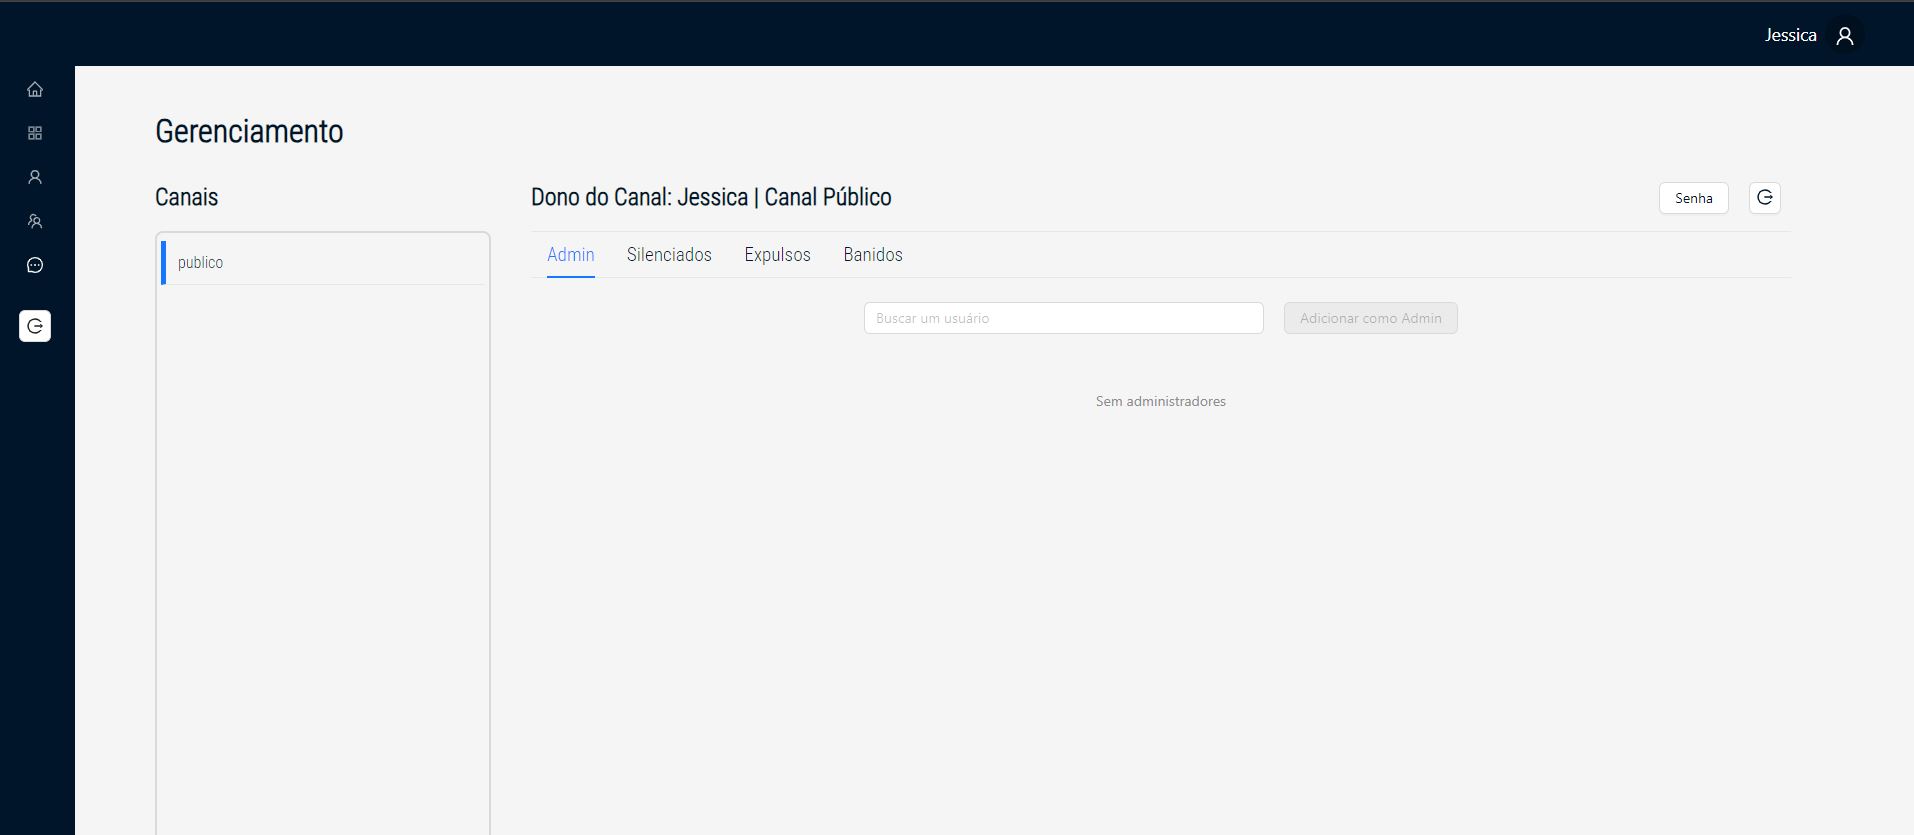 Jessica
Gerenciamento
Canais
Dono do Canal: Jessica | Canal Público
Senha
publico
Admin Silenciados Expulsos Banidos
Buscar um usuário
Adicionar como Admin
Sem administradores